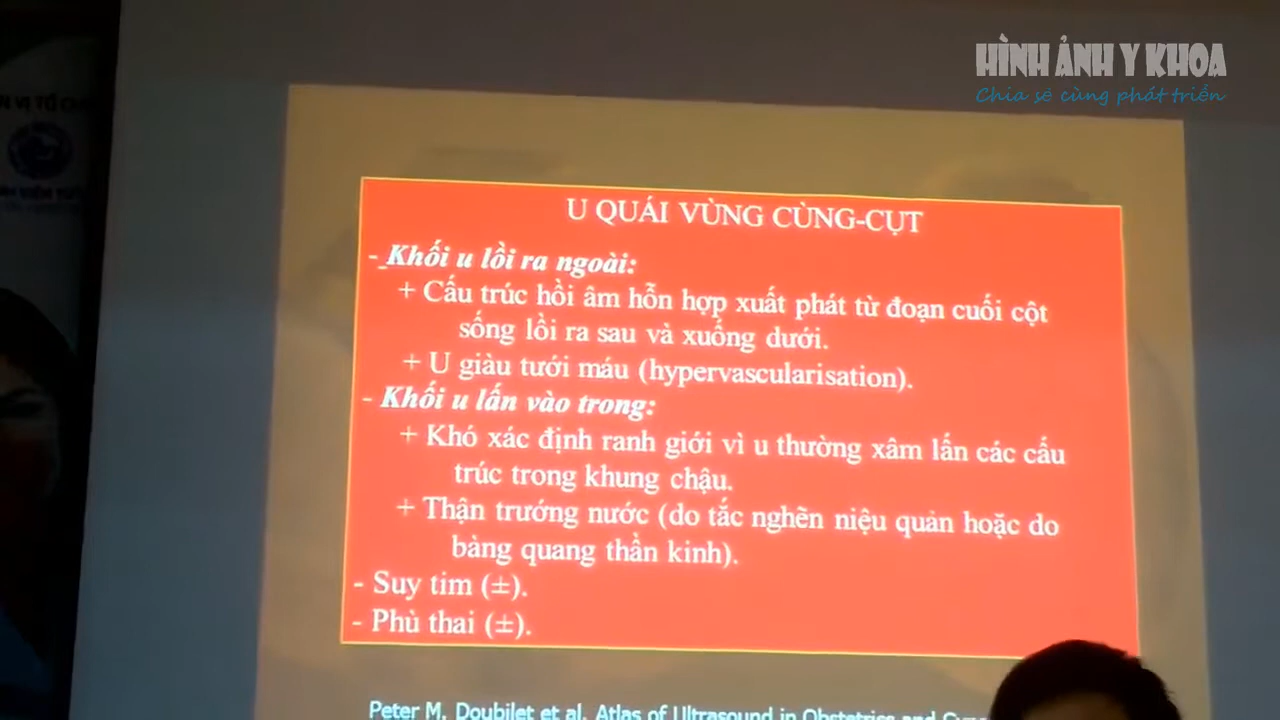 HÌNH ẢNH Y KHOA
Chia sẽ cùng phát triển
U QUÁI VÙNG CÙNG-CỤT
- Khối u lồi ra ngoài:
+ Cấu trúc hồi âm hỗn hợp xuất phát từ đoạn cuối cột
sống lồi ra sau và xuống dưới.
+ U giàu tưới máu (hypervascularisation).
- Khối u lấn vào trong:
+ Khó xác định ranh giới vì u thường xâm lấn các cấu
trúc trong khung chậu.
+ Thận trướng nước (do tắc nghẽn niệu quản hoặc do
bàng quang thần kinh).
- Suy tim (±).
- Phù thai (±).
Peter M. Doubilet et al. Atlas of Ultrasound in Obstetrics and